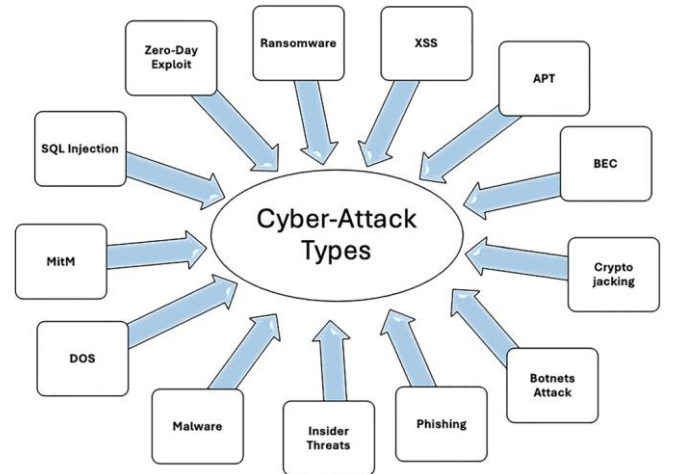 Zero-Day
Exploit
Ransomware
XSS
APT
SQL Injection
BEC
Cyber-Attack
Types
MitM
Crypto
jacking
DOS
Botnets
Attack
Malware
Insider
Threats
Phishing